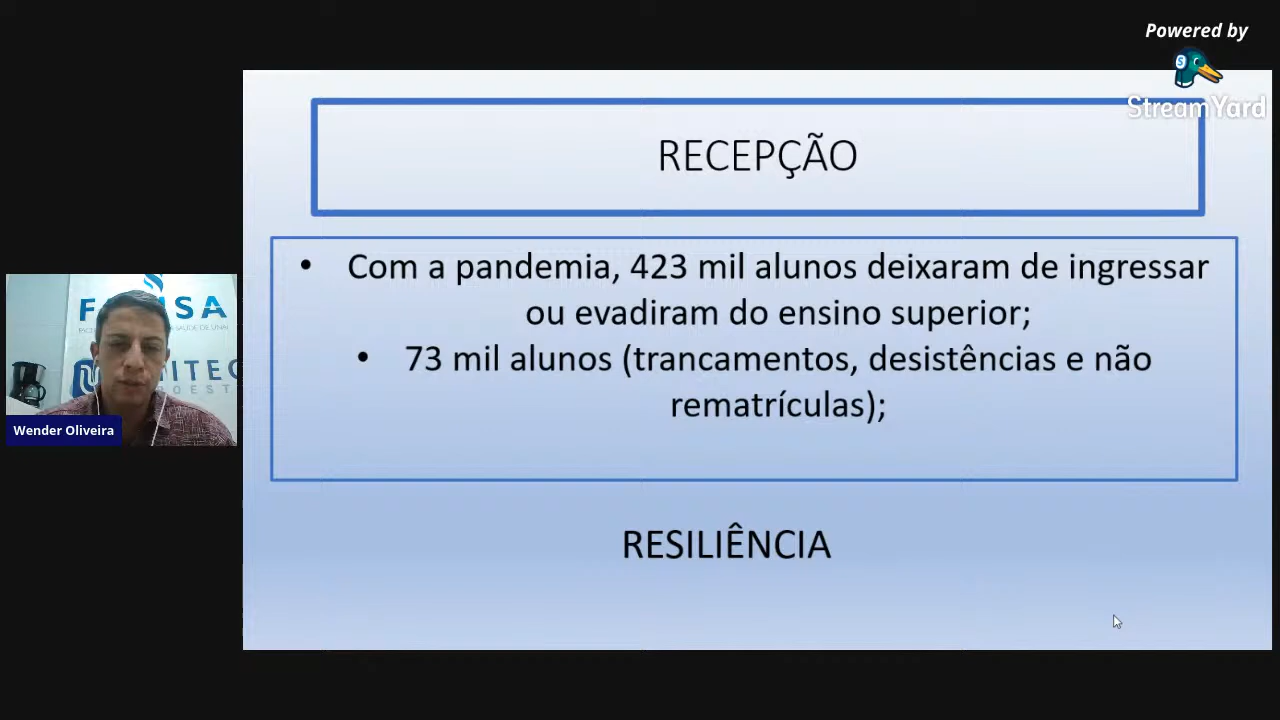 Powered by
StreamYard
RECEPÇÃO
• Com a pandemia, 423 mil alunos deixaram de ingressar
ou evadiram do ensino superior;
• 73 mil alunos (trancamentos, desistências e não
rematrículas);
RESILIÊNCIA
Wender Oliveira